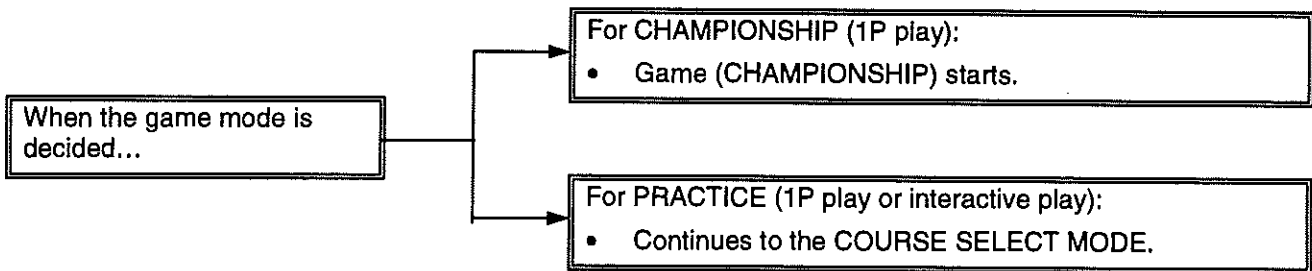 For CHAMPIONSHIP (1P play):
• Game (CHAMPIONSHIP) starts.
When the game mode is
decided...
For PRACTICE (1P play or interactive play):
• Continues to the COURSE SELECT MODE.